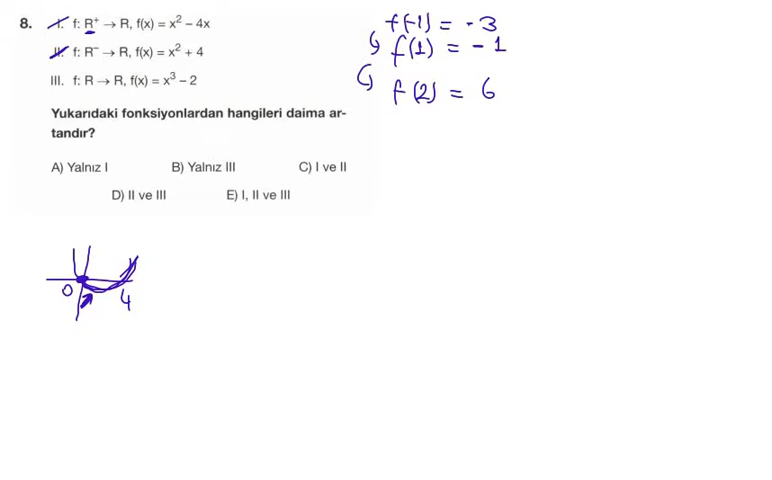 8. I. f: R⁺ → R, f(x) = x² – 4x
II. f: R⁻ → R, f(x) = x² + 4
III. f: R → R, f(x) = x³ – 2
Yukarıdaki fonksiyonlardan hangileri daima ar-
tandır?
A) Yalnız I B) Yalnız III C) I ve II
D) II ve III E) I, II ve III
f(-1) = -3
f(1) = -1
f(2) = 6
0 4